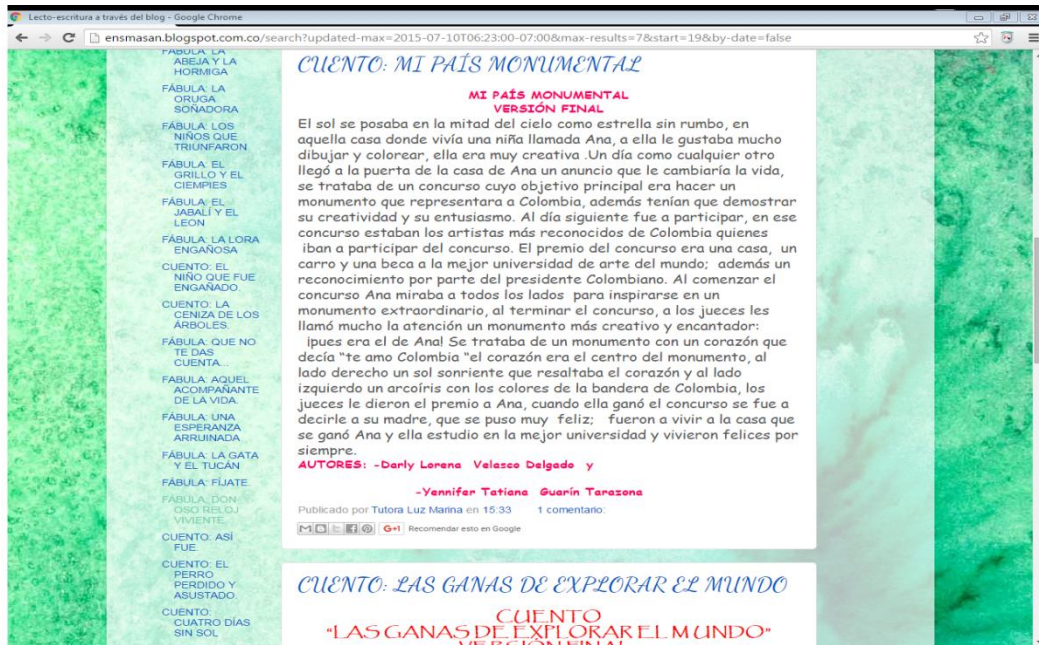 Lecto-escritura a través del blog - Google Chrome
ensmasan.blogspot.com.co/search?updated-max=2015-07-10T06:23:00-07:00&max-results=7&start=19&by-date=false
FÁBULA: LA
ABEJA Y LA
HORMIGA
FÁBULA: LA
ORUGA
SOÑADORA
FÁBULA: LOS
NIÑOS QUE
TRIUNFARON.
FÁBULA: EL
GRILLO Y EL
CIEMPIES
FÁBULA: EL
JABALÍ Y EL
LEON
FÁBULA: LA LORA
ENGAÑOSA
CUENTO: EL
NIÑO QUE FUE
ENGAÑADO.
CUENTO: LA
CENIZA DE LOS
ÁRBOLES.
FÁBULA: QUE NO
TE DAS
CUENTA...
FABULA: AQUEL
ACOMPAÑANTE
DE LA VIDA.
FÁBULA: UNA
ESPERANZA
ARRUINADA
FÁBULA: LA GATA
Y EL TUCÁN
FÁBULA: FÍJATE.
FÁBULA: DON
OSO RELOJ
VIVIENTE.
CUENTO: ASÍ
FUE.
CUENTO: EL
PERRO
PERDIDO Y
ASUSTADO.
CUENTO:
CUATRO DÍAS
SIN SOL
CUENTO: MI PAÍS MONUMENTAL
MI PAÍS MONUMENTAL
VERSIÓN FINAL
El sol se posaba en la mitad del cielo como estrella sin rumbo, en
aquella casa donde vivía una niña llamada Ana, a ella le gustaba mucho
dibujar y colorear, ella era muy creativa .Un día como cualquier otro
llegó a la puerta de la casa de Ana un anuncio que le cambiaría la vida,
se trataba de un concurso cuyo objetivo principal era hacer un
monumento que representara a Colombia, además tenían que demostrar
su creatividad y su entusiasmo. Al día siguiente fue a participar, en ese
concurso estaban los artistas más reconocidos de Colombia quienes
iban a participar del concurso. El premio del concurso era una casa, un
carro y una beca a la mejor universidad de arte del mundo; además un
reconocimiento por parte del presidente Colombiano. Al comenzar el
concurso Ana miraba a todos los lados para inspirarse en un
monumento extraordinario, al terminar el concurso, a los jueces les
llamó mucho la atención un monumento más creativo y encantador:
¡pues era el de Ana! Se trataba de un monumento con un corazón que
decía "te amo Colombia "el corazón era el centro del monumento, al
lado derecho un sol sonriente que resaltaba el corazón y al lado
izquierdo un arcoíris con los colores de la bandera de Colombia, los
jueces le dieron el premio a Ana, cuando ella ganó el concurso se fue a
decirle a su madre, que se puso muy feliz; fueron a vivir a la casa que
se ganó Ana y ella estudio en la mejor universidad y vivieron felices por
siempre.
AUTORES: -Darly Lorena Velasco Delgado y
-Yennifer Tatiana Guarín Tarazona
Publicado por Tutora Luz Marina en 15:33 1 comentario:
G+1 Recomendar esto en Google
CUENTO: LAS GANAS DE EXPLORAR EL MUNDO
CUENTO
"LAS GANAS DE EXPLORAR EL MUNDO"
VERSIÓN FINAL